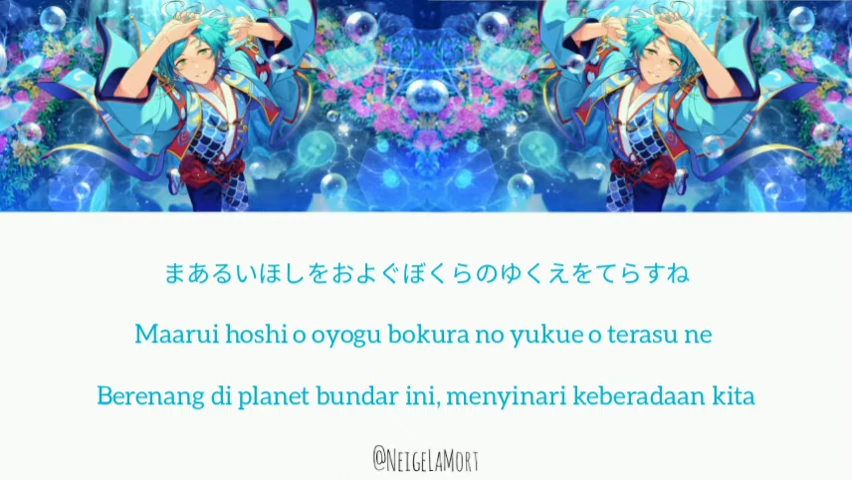 まあるいほしをおよぐぼくらのゆくえをてらすね
Maarui hoshi o oyogu bokura no yukue o terasu ne
Berenang di planet bundar ini, menyinari keberadaan kita
@NeigeLaMort